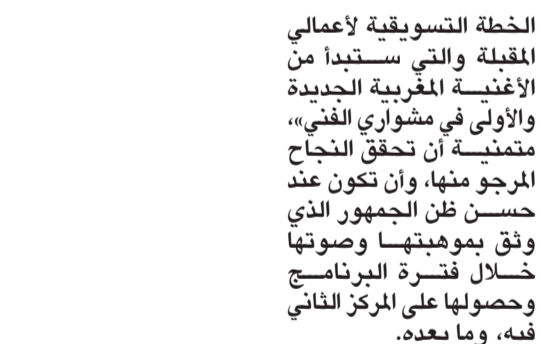 الخطة التسويقية لأعمالي
المقبلة والتي ستبدأ من
الأغنية المغربية الجديدة
والأولى في مشواري الفني»،
متمنية أن تحقق النجاح
المرجو منها، وأن تكون عند
حسن ظن الجمهور الذي
وثق بموهبتها وصوتها
خلال فترة البرنامج
وحصولها على المركز الثاني
فيه، وما بعده.